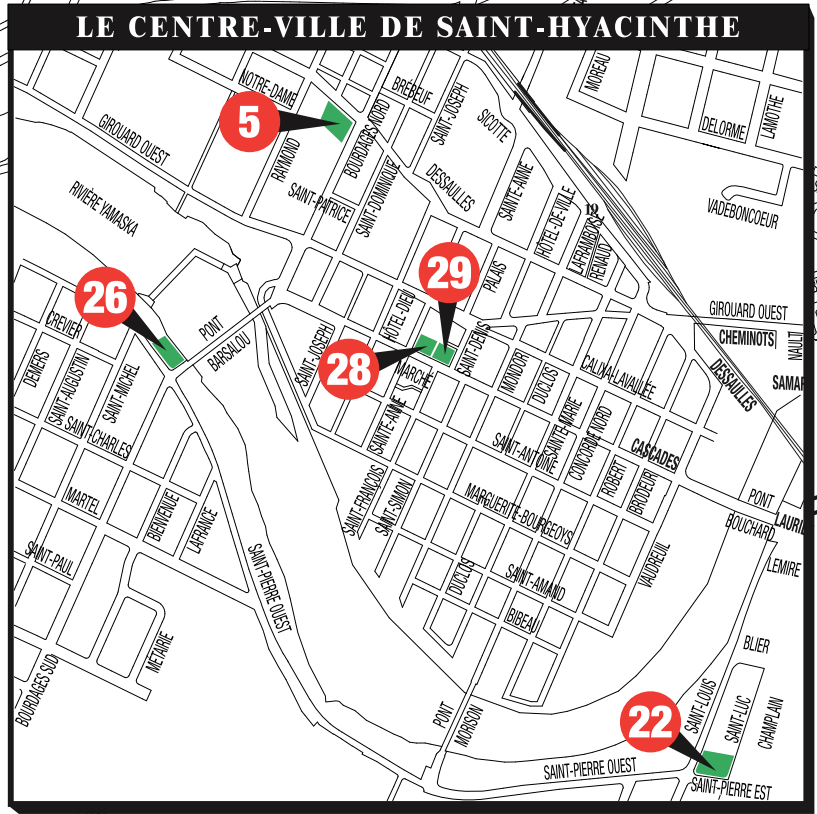 LE CENTRE-VILLE DE SAINT-HYACINTHE
NOTRE-DAME
BRÉBEUF
MOREAU
LAMOTHE
DELORME
5
BOURDAGES NORD
SAINT-JOSEPH
SICOTTE
GIROUARD OUEST
RAYMOND
SAINT-PATRICE
SAINT-DOMINIQUE
DESSAULLES
SAINTE-ANNE
HÔTEL-DE-VILLE
LAFRAMBOISE
RENAUD
VADEBONCOEUR
RIVIÈRE YAMASKA
29
PALAIS
26
PONT
BARSALOU
HÔTEL-DIEU
SAINT-DENIS
GIROUARD OUEST
CHEMINOTS
CREVIER
DEMERS
SAINT-AUGUSTIN
SAINT-MICHEL
SAINT-JOSEPH
28
MARCHÉ
MONDOR
DUCLOS
CALIXA-LAVALLÉE
DESSAULLES
SAINT-CHARLES
SAINTE-ANNE
SAINT-ANTOINE
SAINTE-MARIE
CONCORDE NORD
CASCADES
ROBERT
BRODEUR
MARTEL
BIENVENUE
LAFRANCE
SAINT-FRANÇOIS
SAINT-SIMON
MARGUERITE-BOURGEOYS
PONT
BOUCHARD
SAINT-PAUL
SAINT-PIERRE OUEST
DUCLOS
SAINT-AMAND
VAUDREUIL
LEMIRE
BIBEAU
MÉTAIRIE
BOURDAGES SUD
BLIER
PONT
MORISON
22
SAINT-LOUIS
SAINT-LUC
CHAMPLAIN
SAINT-PIERRE OUEST
SAINT-PIERRE EST